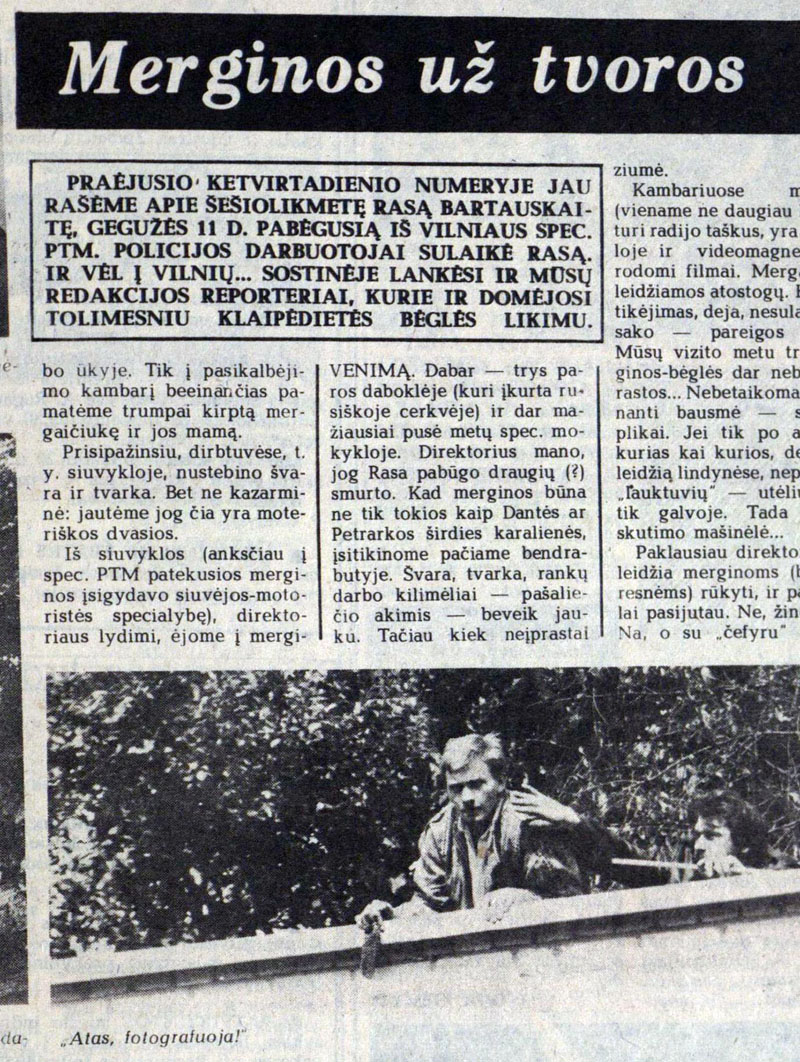 Merginos už tvoros
PRAĖJUSIO KETVIRTADIENIO NUMERYJE JAU
RAŠĖME APIE ŠEŠIOLIKMETĘ RASĄ BARTAUSKAI-
TĘ, GEGUŽĖS 11 D. PABĖGUSIĄ IŠ VILNIAUS SPEC.
PTM. POLICIJOS DARBUOTOJAI SULAIKĖ RASĄ.
IR VĖL Į VILNIŲ... SOSTINĖJE LANKĖSI IR MŪSŲ
REDAKCIJOS REPORTERIAI, KURIE IR DOMĖJOSI
TOLIMESNIU KLAIPĖDIETĖS BĖGLĖS LIKIMU.
bo ūkyje. Tik į pasikalbėji-
mo kambarį beeinančias pa-
matėme trumpai kirptą mer-
gaičiukę ir jos mamą.
Prisipažinsiu, dirbtuvėse, t.
y. siuvykloje, nustebino šva-
ra ir tvarka. Bet ne kazarmi-
nė: jautėme jog čia yra mote-
riškos dvasios.
Iš siuvyklos (anksčiau į
spec. PTM patekusios mergi-
nos įsigydavo siuvėjos-moto-
ristės specialybę), direkto-
riaus lydimi, ėjome į mergi-
VENIMĄ. Dabar — trys pa-
ros daboklėje (kuri įkurta ru-
siškoje cerkvėje) ir dar ma-
žiausiai pusė metų spec. mo-
kykloje. Direktorius mano,
jog Rasa pabūgo draugių (?)
smurto. Kad merginos būna
ne tik tokios kaip Dantės ar
Petrarkos širdies karalienės,
įsitikinome pačiame bendra-
butyje. Švara, tvarka, rankų
darbo kilimėliai — pašalie-
čio akimis — beveik jau-
ku. Tačiau kiek neįprastai
ziumė.
Kambariuose m
(viename ne daugiau
turi radijo taškus, yra
loje ir videomagne
rodomi filmai. Merg
leidžiamos atostogų.
tikėjimas, deja, nesula
sako — pareigos
Mūsų vizito metu tr
ginos-bėglės dar neb
rastos... Nebetaikoma
nanti bausmė — s
plikai. Jei tik po a
kurias kai kurios, de
leidžią lindynėse, nep
„Tauktuvių" — utėlių
tik galvoje. Tada
skutimo mašinėlė...
Paklausiau direkto
leidžia merginoms (b
resnėms) rūkyti, ir pa
lai pasijutau. Ne, žin
Na, o su „čefyru"
da- „Atas, fotografuoja!"